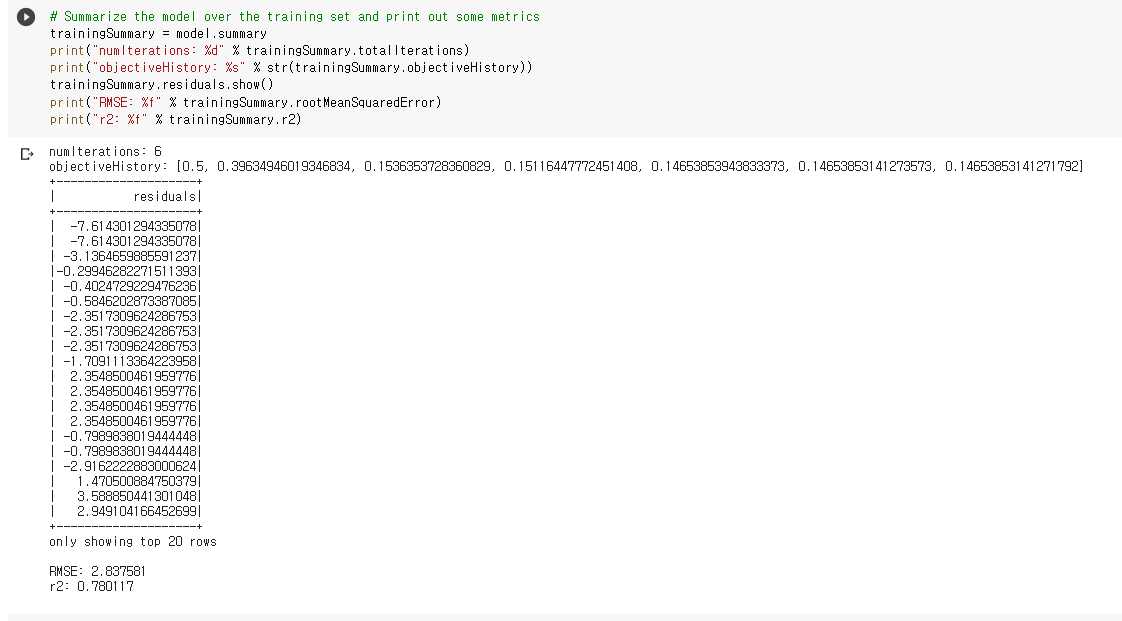 # Summarize the model over the training set and print out some metrics
trainingSummary = model.summary
print("numIterations: %d" % trainingSummary.totalIterations)
print("objectiveHistory: %s" % str(trainingSummary.objectiveHistory))
trainingSummary.residuals.show()
print("RMSE: %f" % trainingSummary.rootMeanSquaredError)
print("r2: %f" % trainingSummary.r2)
numIterations: 6
objectiveHistory: [0.5, 0.39634946019346834, 0.1536353728360829, 0.15116447772451408, 0.14653853943833373, 0.14653853141273573, 0.14653853141271792]
+--------------------+
|           residuals|
+--------------------+
|  -7.614301294335078|
|  -7.614301294335078|
| -3.1364659885591237|
|-0.29946282271511393|
| -0.4024729229476236|
| -0.5846202873387085|
| -2.3517309624286753|
| -2.3517309624286753|
| -2.3517309624286753|
| -1.7091113364223958|
|  2.3548500461959776|
|  2.3548500461959776|
|  2.3548500461959776|
|  2.3548500461959776|
| -0.7989838019444448|
| -0.7989838019444448|
| -2.9162222883000624|
|   1.470500884750379|
|   3.588850441301048|
|   2.949104166452699|
+--------------------+
only showing top 20 rows
RMSE: 2.837581
r2: 0.780117